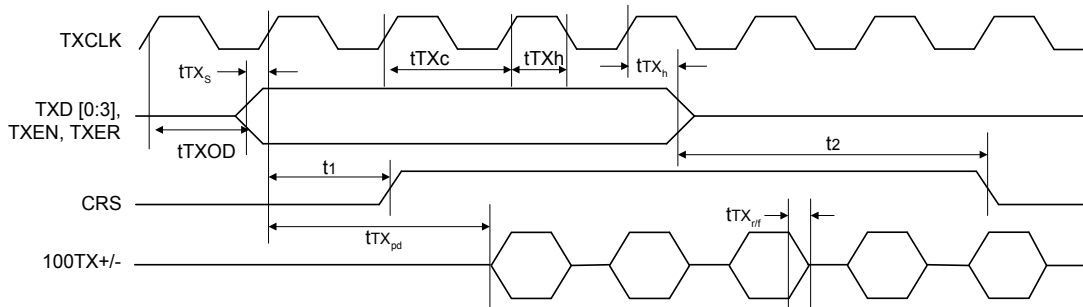 TXCLK
tTXc
tTXh
tTXs
tTXh
TXD [0:3],
TXEN, TXER
tTXOD
t1
t2
CRS
tTXpd
tTXr/f
100TX+/-